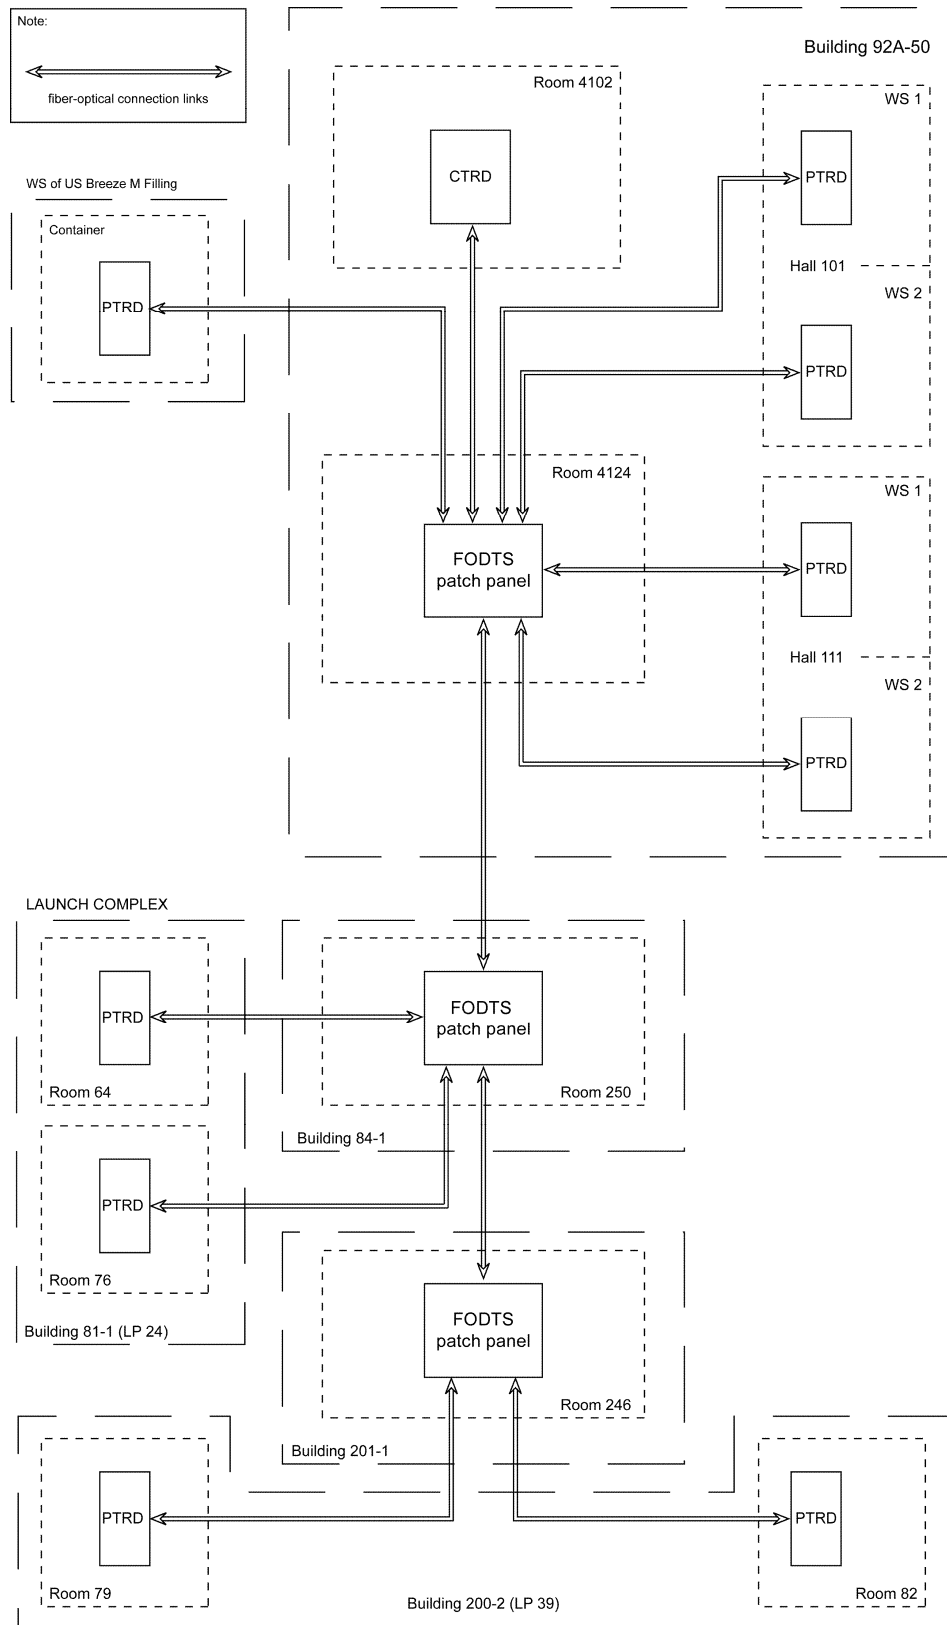 Note:
fiber-optical connection links
Building 92A-50
Room 4102
WS 1
CTRD
PTRD
WS of US Breeze M Filling
Container
PTRD
Hall 101
WS 2
PTRD
Room 4124
WS 1
FODTS
patch panel
PTRD
Hall 111
WS 2
PTRD
LAUNCH COMPLEX
PTRD
FODTS
patch panel
Room 64
Room 250
Building 84-1
PTRD
Room 76
Building 81-1 (LP 24)
FODTS
patch panel
Room 246
Building 201-1
PTRD
PTRD
Room 79
Room 82
Building 200-2 (LP 39)